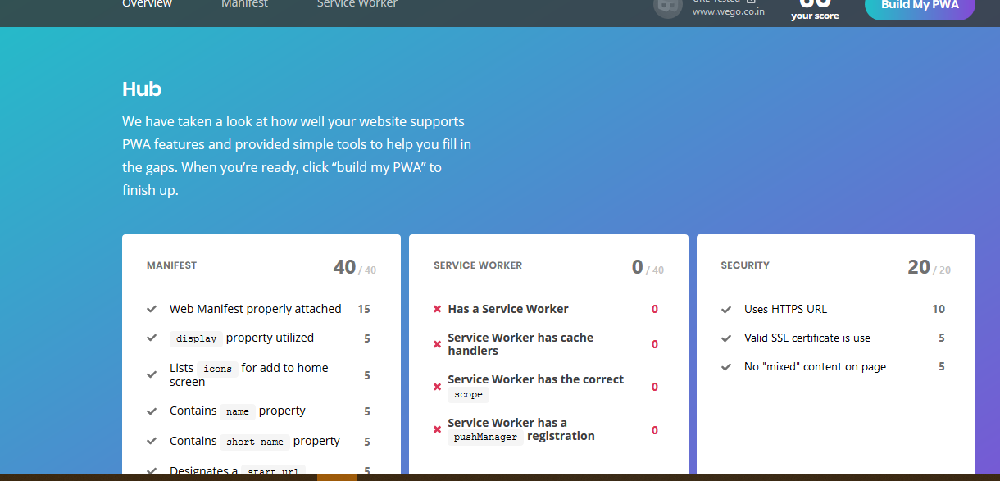 Overview Manifest Service Worker
URL Tested
www.wego.co.in
60
your score
Build My PWA
Hub
We have taken a look at how well your website supports
PWA features and provided simple tools to help you fill in
the gaps. When you’re ready, click “build my PWA” to
finish up.
MANIFEST 40 / 40
Web Manifest properly attached 15
display property utilized 5
Lists icons for add to home
screen 5
Contains name property 5
Contains short_name property 5
Designates a start_url 5
SERVICE WORKER 0 / 40
Has a Service Worker 0
Service Worker has cache
handlers 0
Service Worker has the correct
scope 0
Service Worker has a
pushManager registration 0
SECURITY 20 / 20
Uses HTTPS URL 10
Valid SSL certificate is use 5
No "mixed" content on page 5